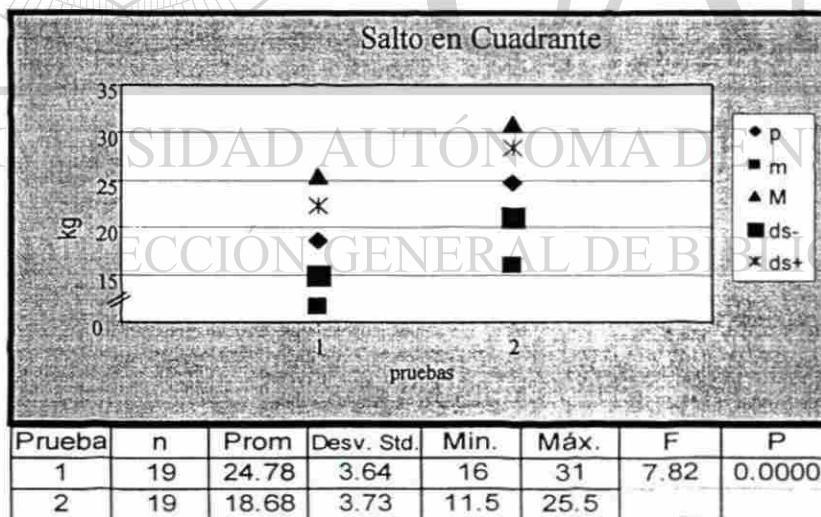 Salto en Cuadrante
35
30
25
20
15
0
kg
1 2
pruebas
p
m
M
ds-
ds+
SIDAD AUTÓNOMA DE N
ECCIÓN GENERAL DE BIBLIO
Prueba n Prom Desv. Std. Min. Máx. F P
1 19 24.78 3.64 16 31 7.82 0.0000
2 19 18.68 3.73 11.5 25.5